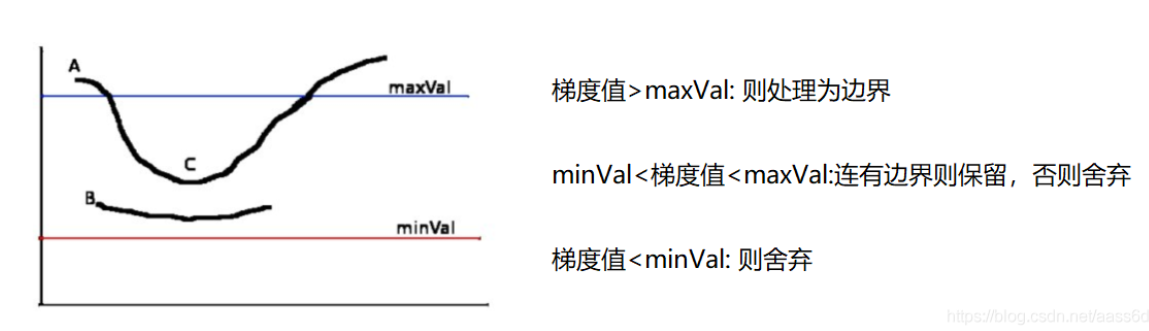 A
maxVal
C
B
minVal
梯度值>maxVal: 则处理为边界
minVal<梯度值<maxVal:连有边界则保留，否则舍弃
梯度值<minVal: 则舍弃
https://blog.csdn.net/aass6d